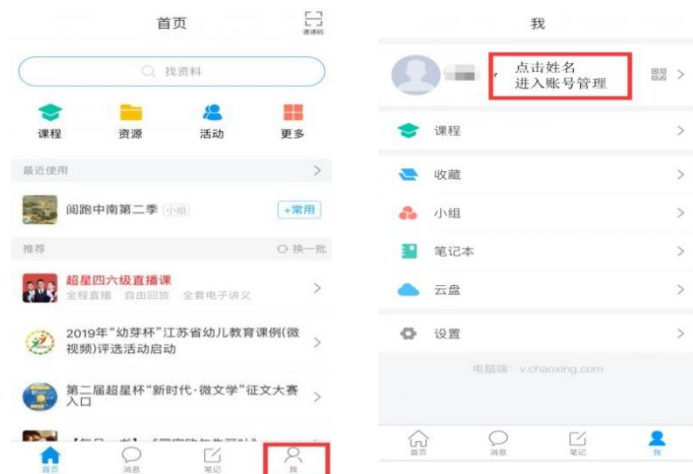 首页
邀请码
找资料
课程
资源
活动
更多
最近使用
阅跑中南第二季
小组
+常用
推荐
换一批
超星四六级直播课
全程直播 自由回放 全套电子讲义
2019年“幼芽杯”江苏省幼儿教育课例(微
视频)评选活动启动
第二届超星杯“新时代·微文学”征文大赛
入口
首页
消息
笔记
我
我
点击姓名
进入账号管理
课程
收藏
小组
笔记本
云盘
设置
电脑端：v.chaoxing.com
首页
消息
笔记
我